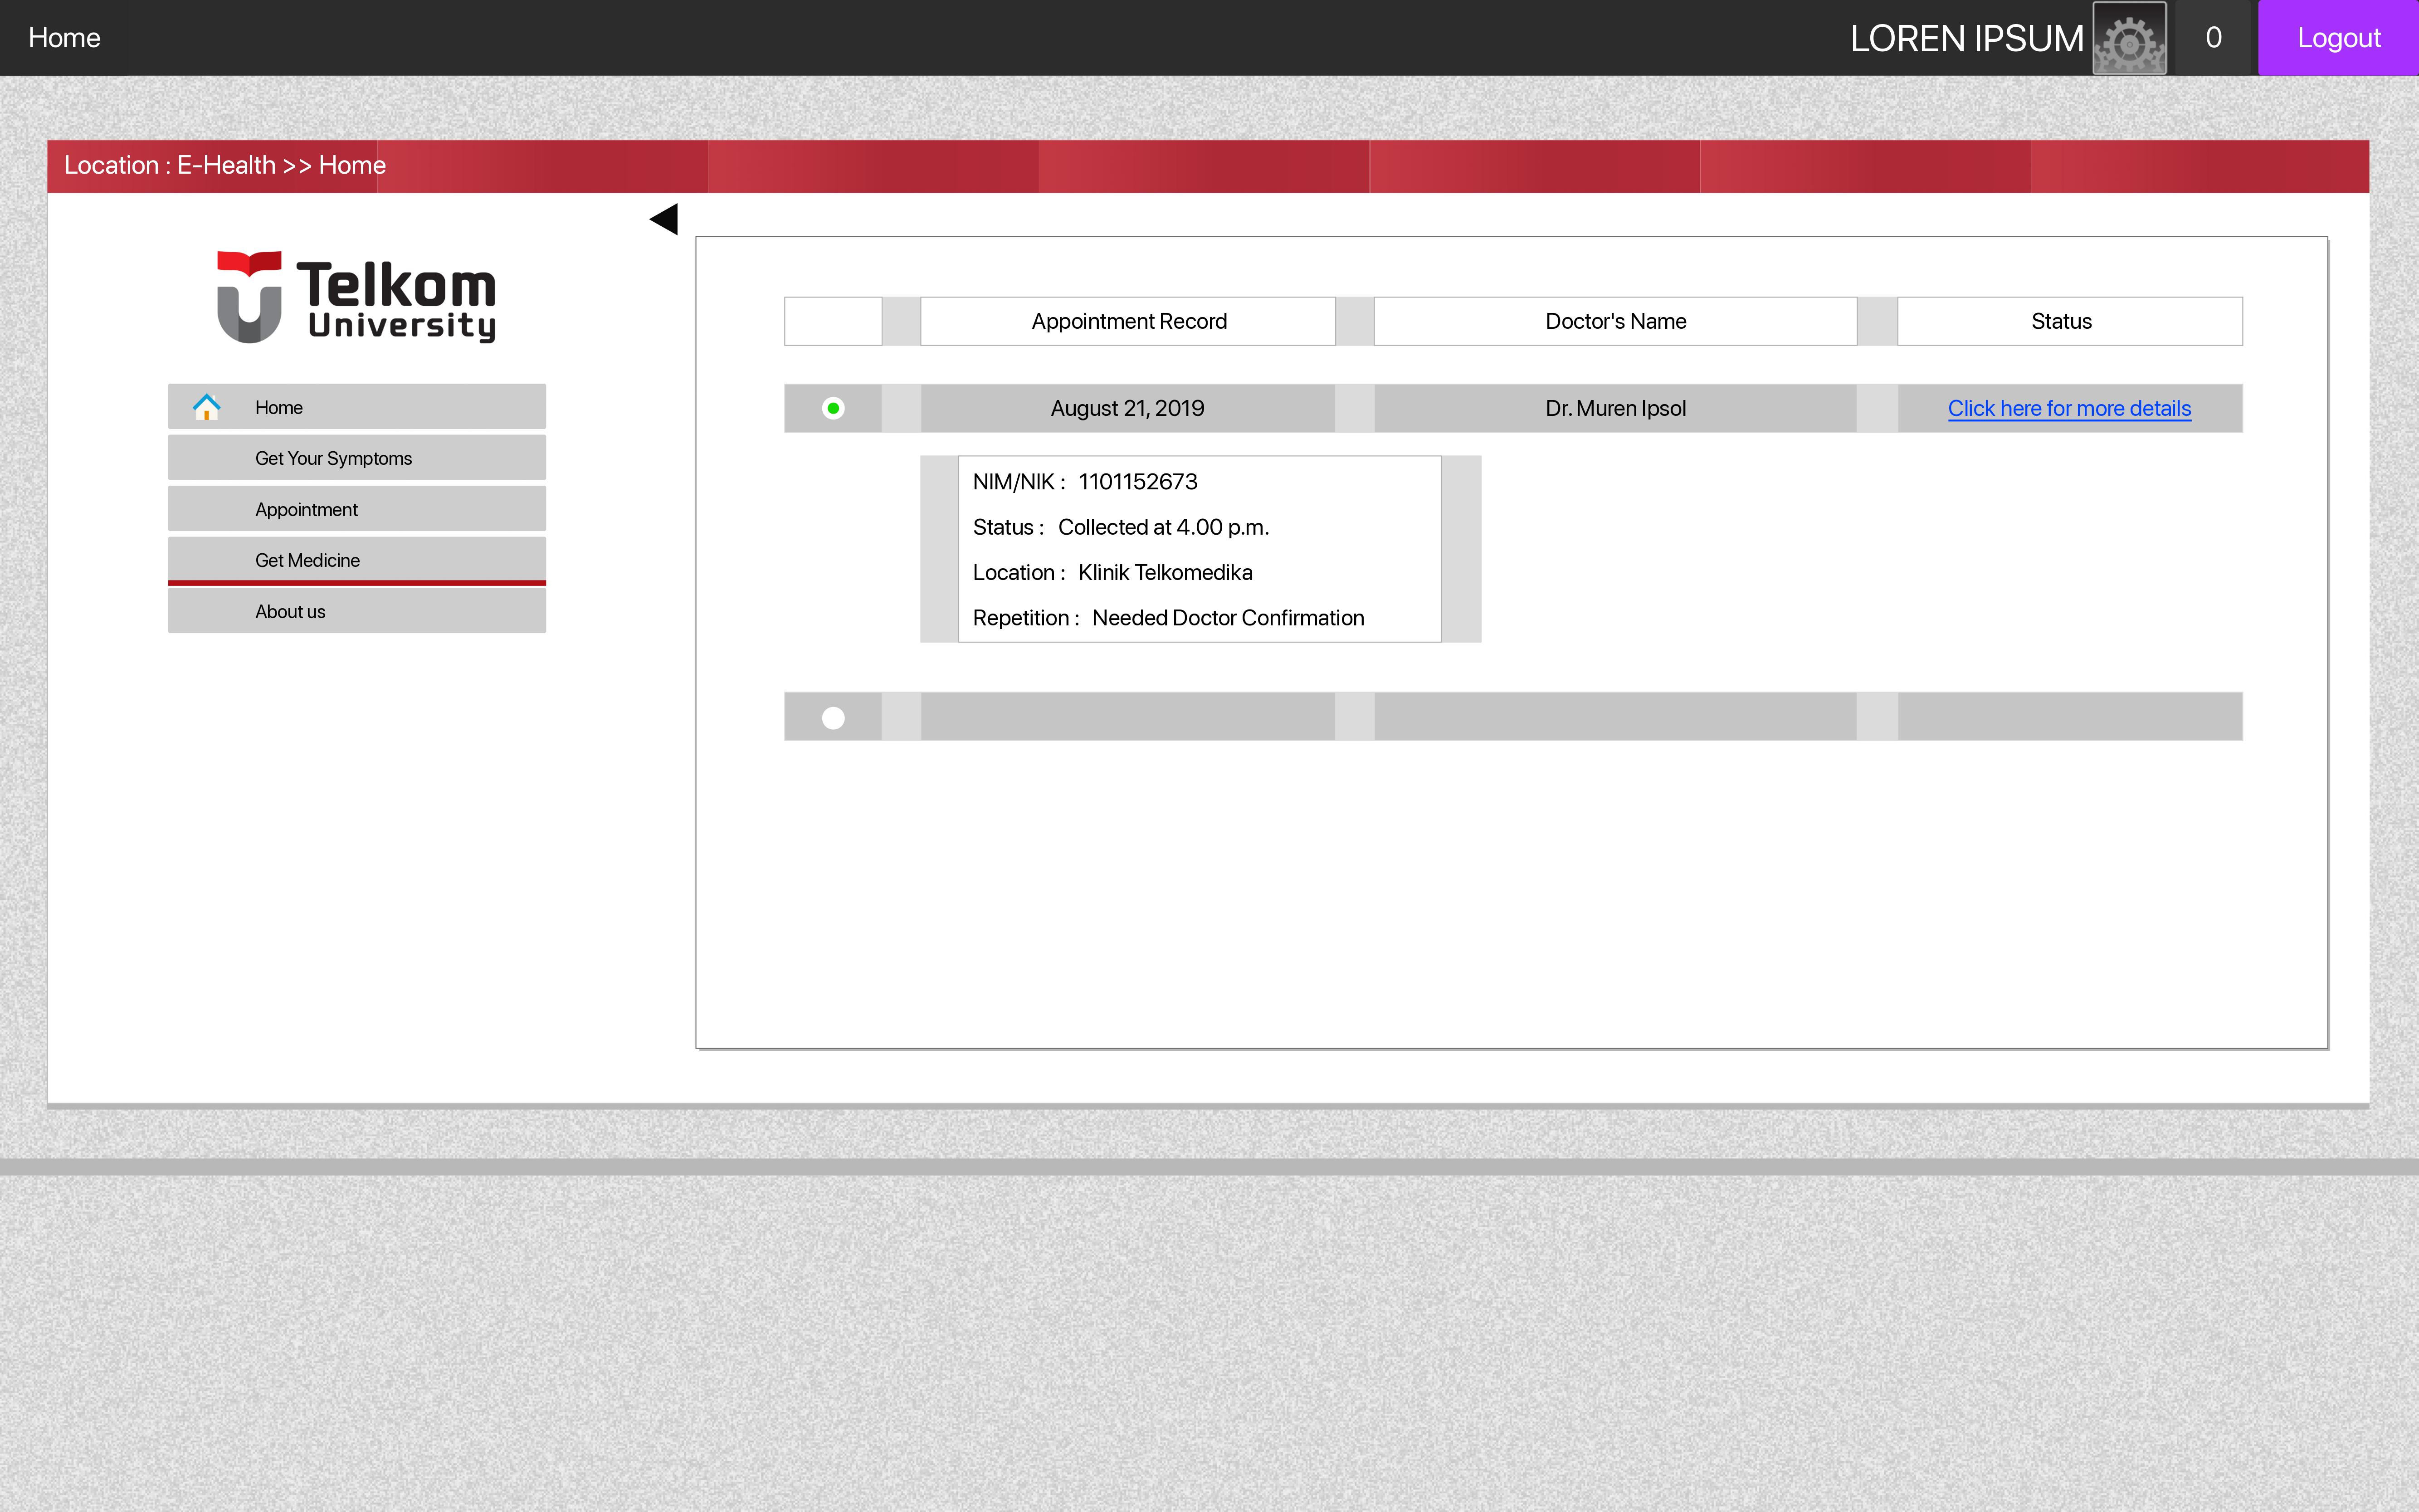 Home
LOREN IPSUM
0
Logout
Location : E-Health >> Home
Telkom
University
Home
Get Your Symptoms
Appointment
Get Medicine
About us
Appointment Record
Doctor's Name
Status
August 21, 2019
Dr. Muren Ipsol
Click here for more details
NIM/NIK : 1101152673
Status : Collected at 4.00 p.m.
Location : Klinik Telkomedika
Repetition : Needed Doctor Confirmation